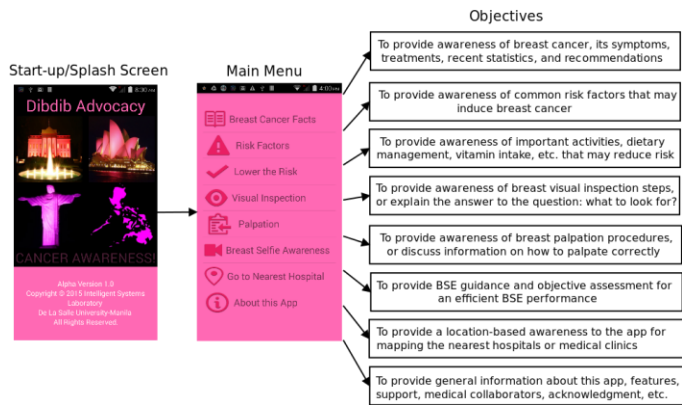 Objectives
Start-up/Splash Screen
8:30 PM
Dibdib Advocacy
CANCER AWARENESS!
Alpha Version 1.0
Copyright © 2015 Intelligent Systems
Laboratory
De La Salle University-Manila
All Rights Reserved.
Main Menu
4:00 PM
Breast Cancer Facts
Risk Factors
Lower the Risk
Visual Inspection
Palpation
Breast Selfie Awareness
Go to Nearest Hospital
About this App
To provide awareness of breast cancer, its symptoms,
treatments, recent statistics, and recommendations
To provide awareness of common risk factors that may
induce breast cancer
To provide awareness of important activities, dietary
management, vitamin intake, etc. that may reduce risk
To provide awareness of breast visual inspection steps,
or explain the answer to the question: what to look for?
To provide awareness of breast palpation procedures,
or discuss information on how to palpate correctly
To provide BSE guidance and objective assessment for
an efficient BSE performance
To provide a location-based awareness to the app for
mapping the nearest hospitals or medical clinics
To provide general information about this app, features,
support, medical collaborators, acknowledgment, etc.